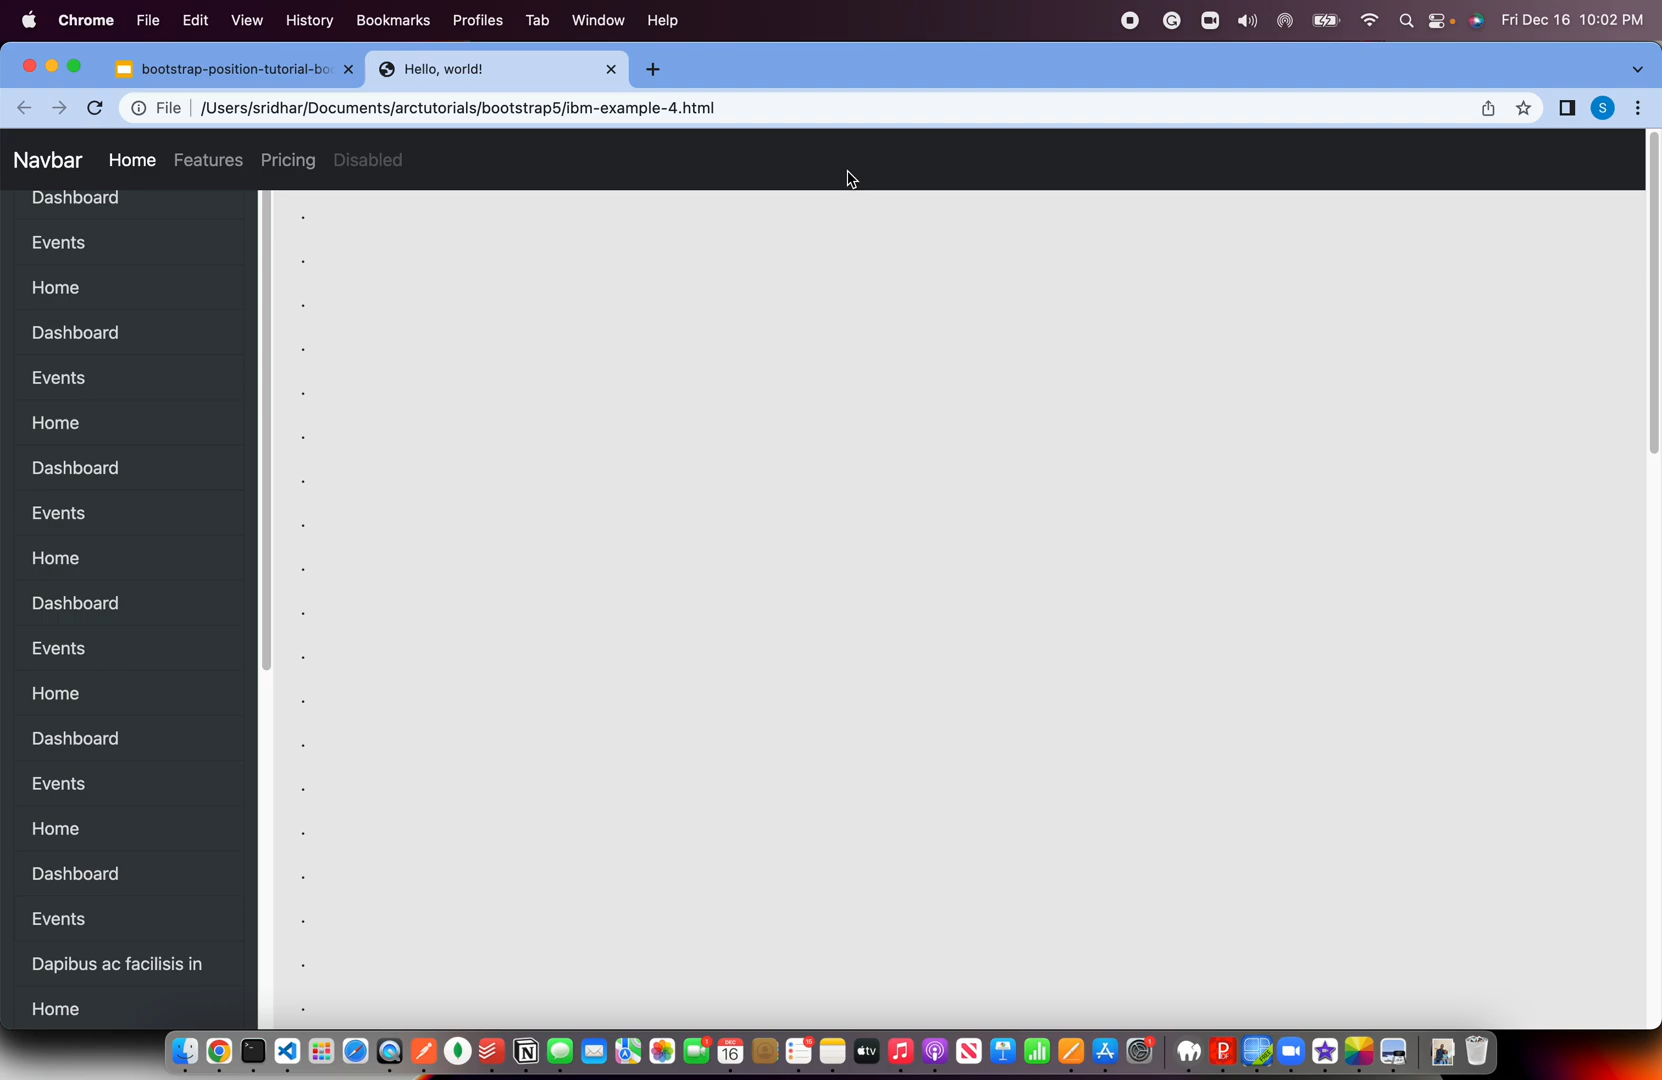 Chrome File Edit View History Bookmarks Profiles Tab Window Help Fri Dec 16 10:02 PM
bootstrap-position-tutorial-bo Hello, world!
File /Users/sridhar/Documents/arctutorials/bootstrap5/ibm-example-4.html S
Navbar Home Features Pricing Disabled
Dashboard
Events
Home
Dashboard
Events
Home
Dashboard
Events
Home
Dashboard
Events
Home
Dashboard
Events
Home
Dashboard
Events
Dapibus ac facilisis in
Home